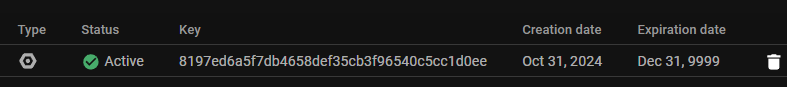 Type Status Key Creation date Expiration date
Active 8197ed6a5f7db4658def35cb3f96540c5cc1d0ee Oct 31, 2024 Dec 31, 9999